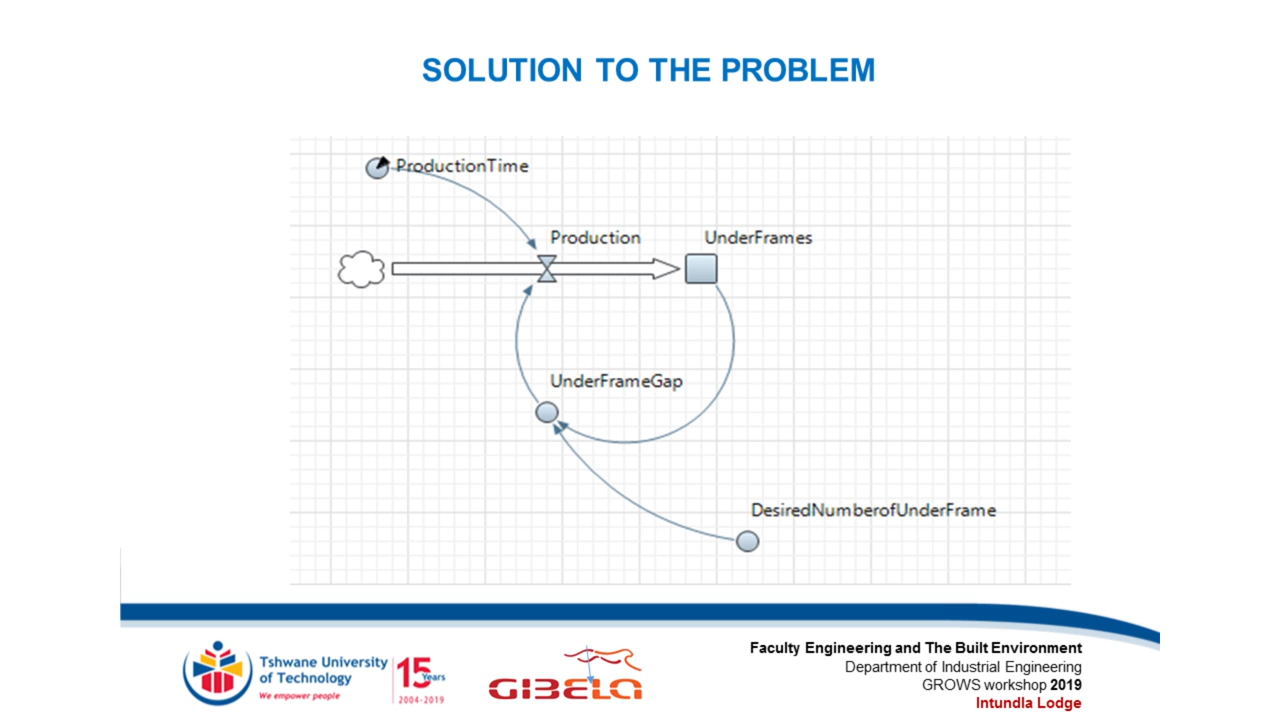 SOLUTION TO THE PROBLEM
ProductionTime
Production
UnderFrames
UnderFrameGap
DesiredNumberofUnderFrame
Tshwane University
of Technology
We empower people
15
Years
2004-2019
GIBELA
Faculty Engineering and The Built Environment
Department of Industrial Engineering
GROWS workshop 2019
Intundla Lodge